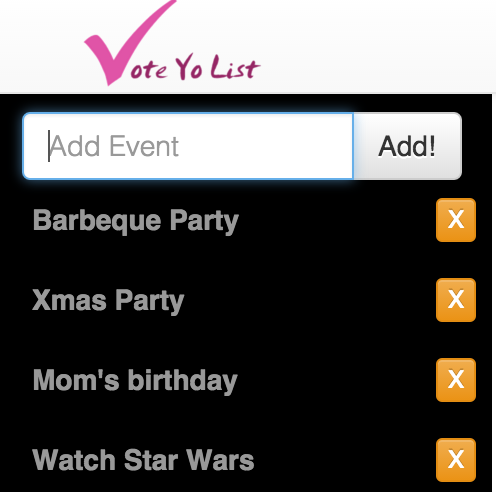 Vote Yo List
Add Event Add!
Barbeque Party X
Xmas Party X
Mom's birthday X
Watch Star Wars X